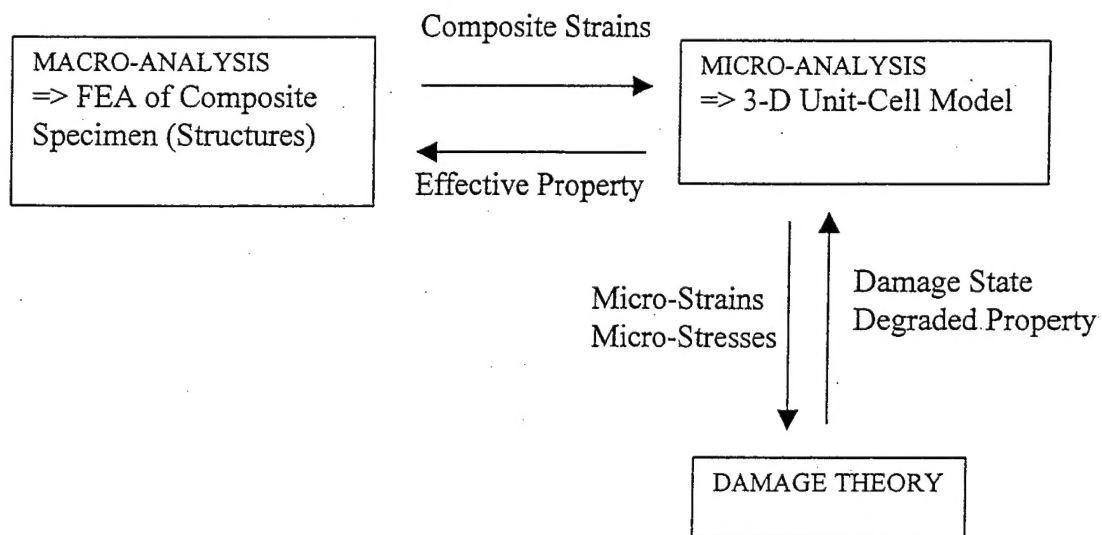 Composite Strains
MACRO-ANALYSIS
=> FEA of Composite
Specimen (Structures)
MICRO-ANALYSIS
=> 3-D Unit-Cell Model
Effective Property
Micro-Strains
Micro-Stresses
Damage State
Degraded Property
DAMAGE THEORY